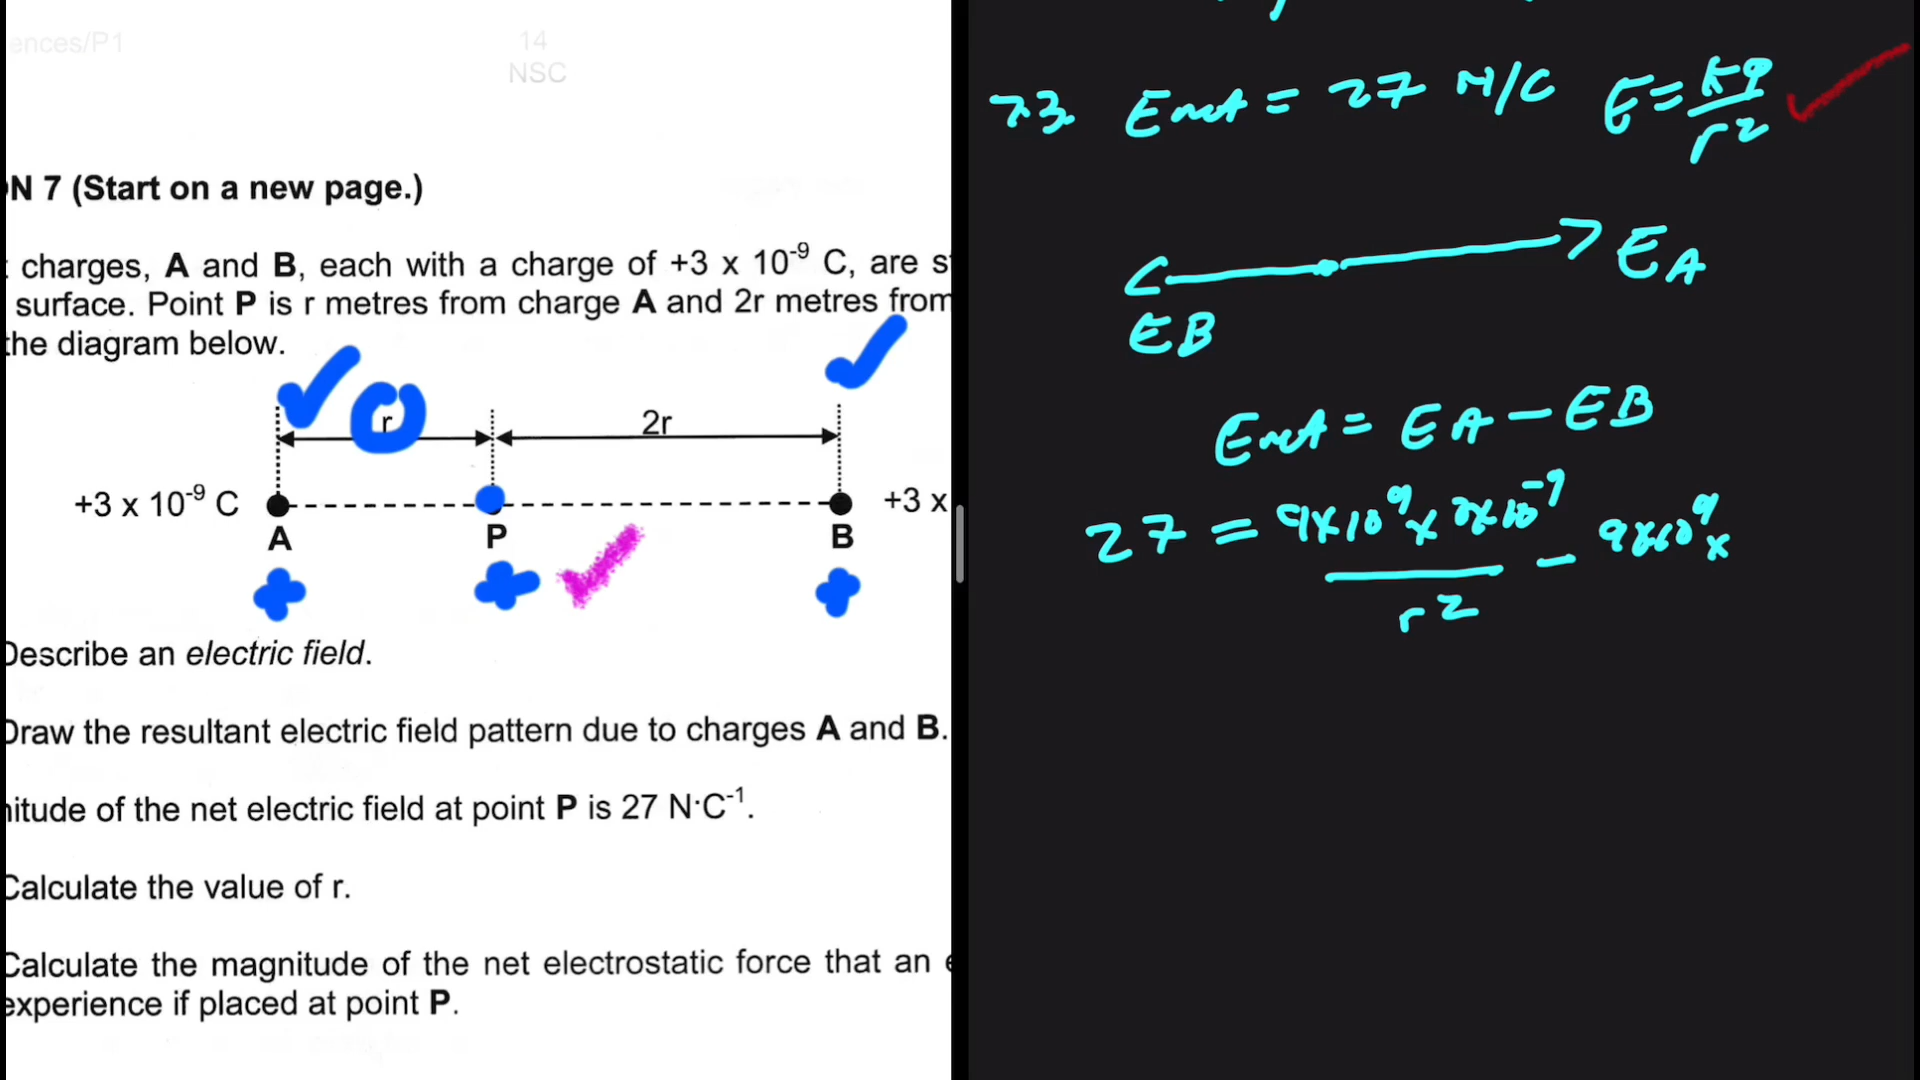 ences/P1
14
NSC
N 7 (Start on a new page.)
charges, A and B, each with a charge of +3 x 10⁻⁹ C, are s
surface. Point P is r metres from charge A and 2r metres from
the diagram below.
r
2r
+3 x 10⁻⁹ C
+3 x
A
P
B
Describe an electric field.
Draw the resultant electric field pattern due to charges A and B.
itude of the net electric field at point P is 27 N·C⁻¹.
Calculate the value of r.
Calculate the magnitude of the net electrostatic force that an e
experience if placed at point P.
7.3. Enet = 27 N/C E = kq/r²
EA
EB
Enet = EA − EB
27 = 9x10⁹ x 3x10⁻⁹ / r² − 9x10⁹ x